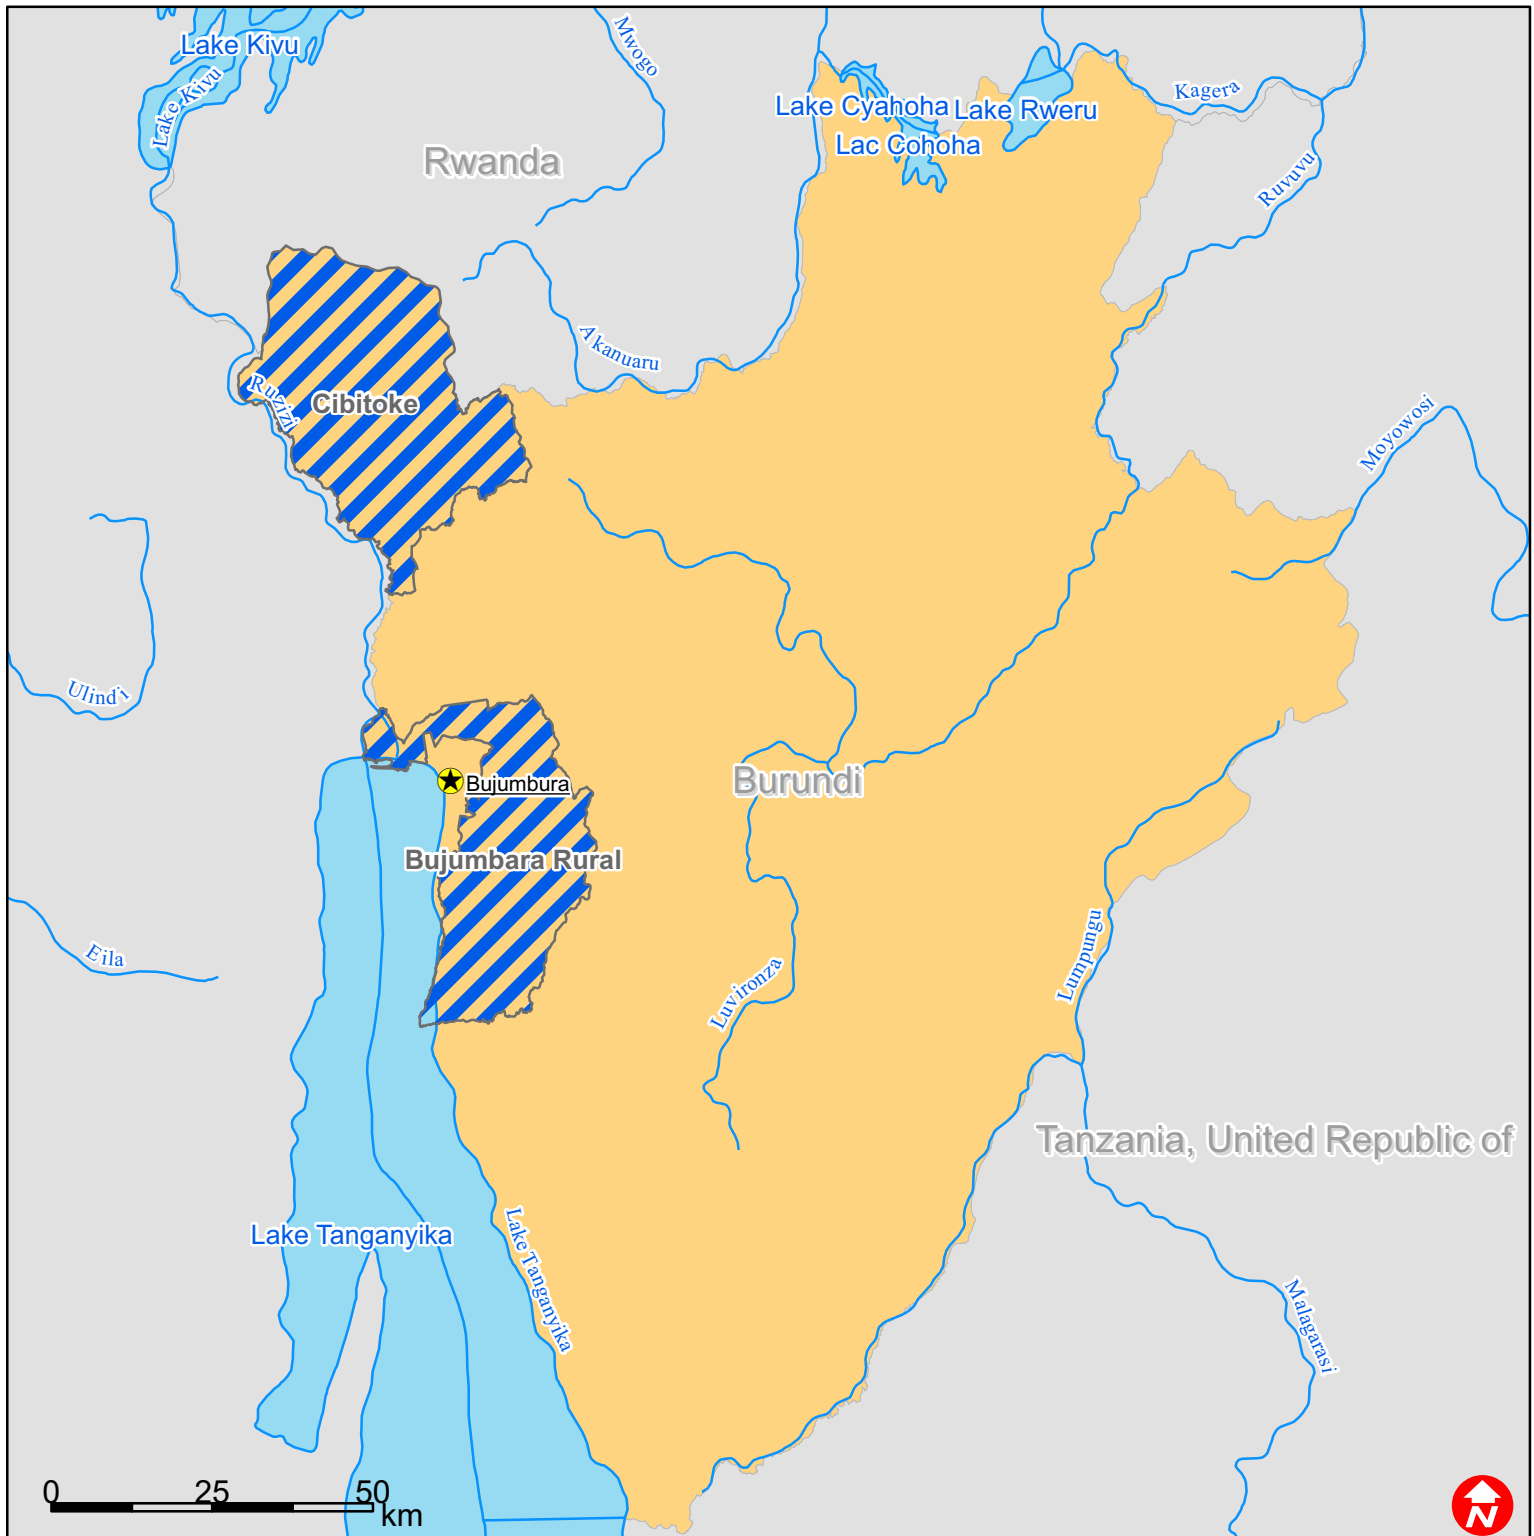 Lake Kivu
Mwogo
Lake Kivu
Kagera
Lake Cyahoha
Lake Rweru
Lac Cohoha
Rwanda
Ruvuvu
Akanuaru
Ruzizi
Cibitoke
Moyowosi
Ulindi
Bujumbura
Burundi
Bujumbara Rural
Eila
Luvironza
Lumpungu
Tanzania, United Republic of
Lake Tanganyika
Lake Tanganyika
Malagarasi
0 25 50
km
N